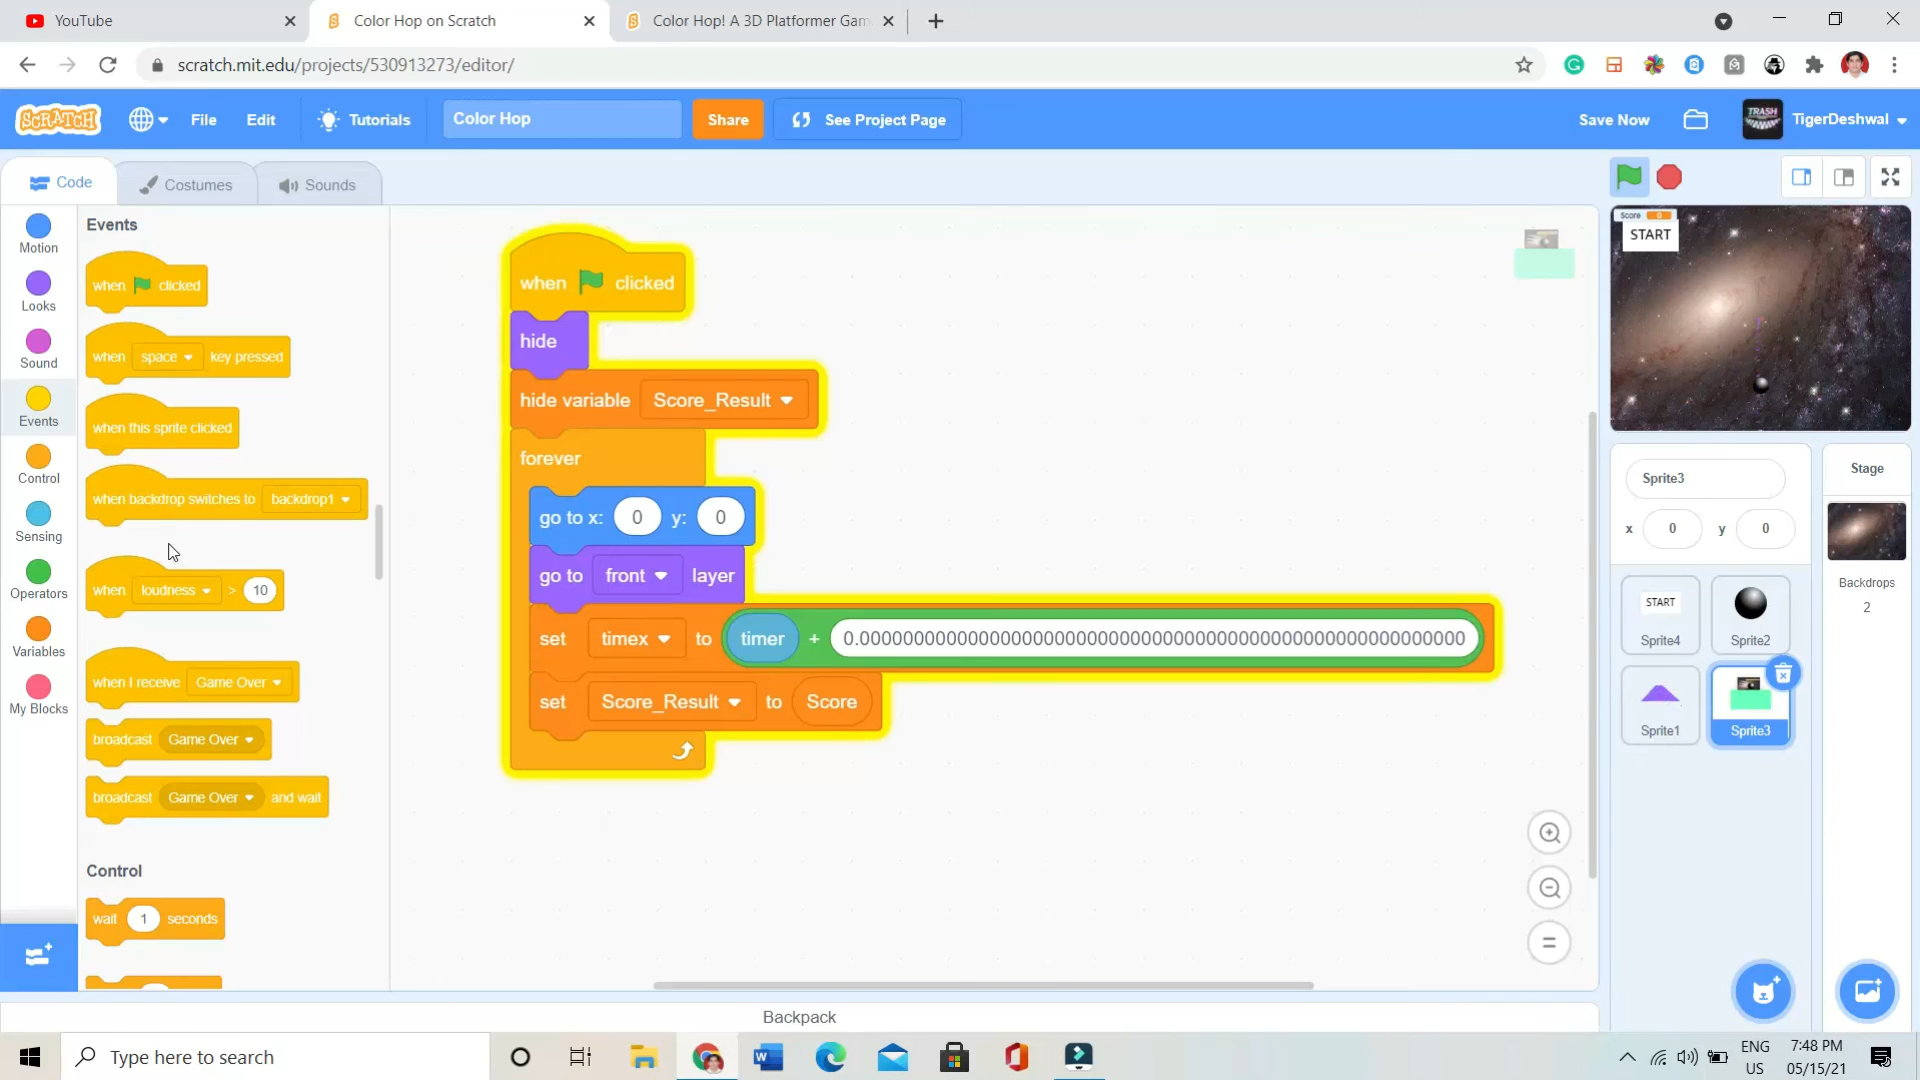 YouTube
Color Hop on Scratch
Color Hop! A 3D Platformer Gam
scratch.mit.edu/projects/530913273/editor/
SCRATCH
File
Edit
Tutorials
Color Hop
Share
See Project Page
Save Now
TRASH
TigerDeshwal
Code
Costumes
Sounds
Motion
Looks
Sound
Events
Control
Sensing
Operators
Variables
My Blocks
Events
when clicked
when space key pressed
when this sprite clicked
when backdrop switches to backdrop1
when loudness > 10
when I receive Game Over
broadcast Game Over
broadcast Game Over and wait
Control
wait 1 seconds
when clicked
hide
hide variable Score_Result
forever
go to x: 0 y: 0
go to front layer
set timex to timer + 0.000000000000000000000000000000000000000000000000000
set Score_Result to Score
Score 0
START
Sprite3
x 0 y 0
Stage
Backdrops
2
START
Sprite4
Sprite2
Sprite1
Sprite3
Backpack
Type here to search
ENG
US
7:48 PM
05/15/21